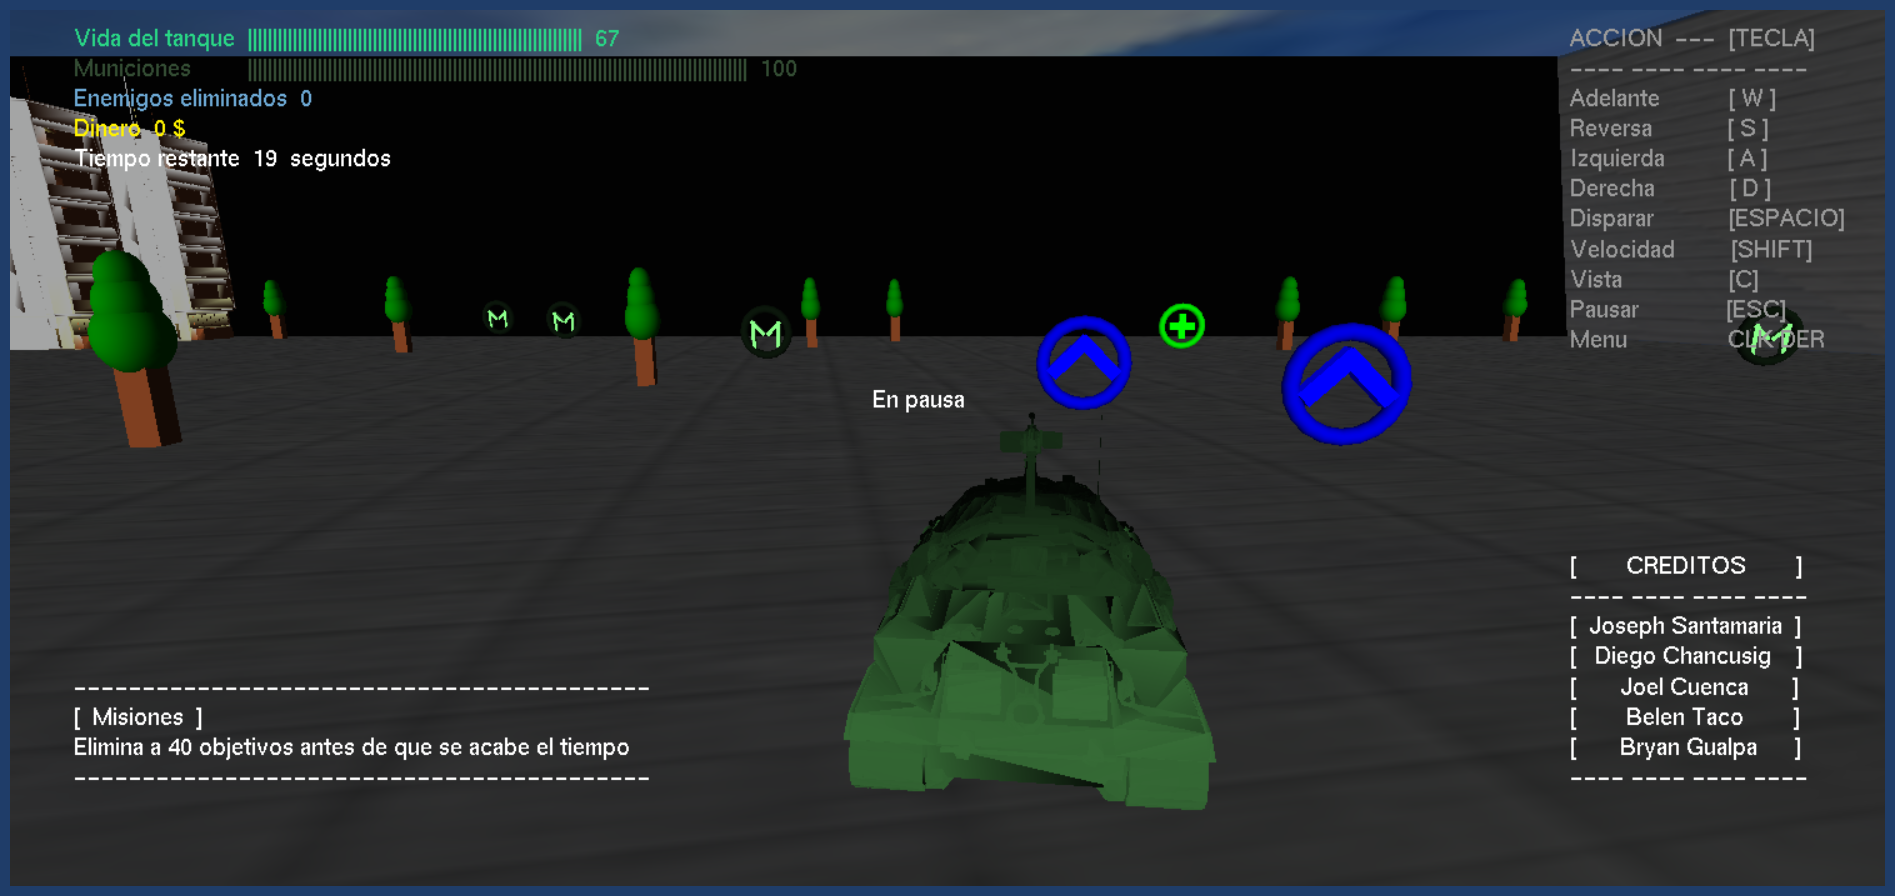 Vida del tanque |||||||||||||||||||||||||||||||||||||||||||||||||||||||||||||||||||  67
Municiones ||||||||||||||||||||||||||||||||||||||||||||||||||||||||||||||||||||||||||||||||||||||||||||||||||||  100
Enemigos eliminados  0
Dinero  0 $
Tiempo restante  19  segundos
ACCION --- [TECLA]
---- ---- ---- ----
Adelante [ W ]
Reversa [ S ]
Izquierda [ A ]
Derecha [ D ]
Disparar [ESPACIO]
Velocidad [SHIFT]
Vista [C]
Pausar [ESC]
Menu CLK DER
M
M
M
M
En pausa
[ Misiones ]
Elimina a 40 objetivos antes de que se acabe el tiempo
[ CREDITOS ]
---- ---- ---- ----
[ Joseph Santamaria ]
[ Diego Chancusig ]
[ Joel Cuenca ]
[ Belen Taco ]
[ Bryan Gualpa ]
---- ---- ---- ----